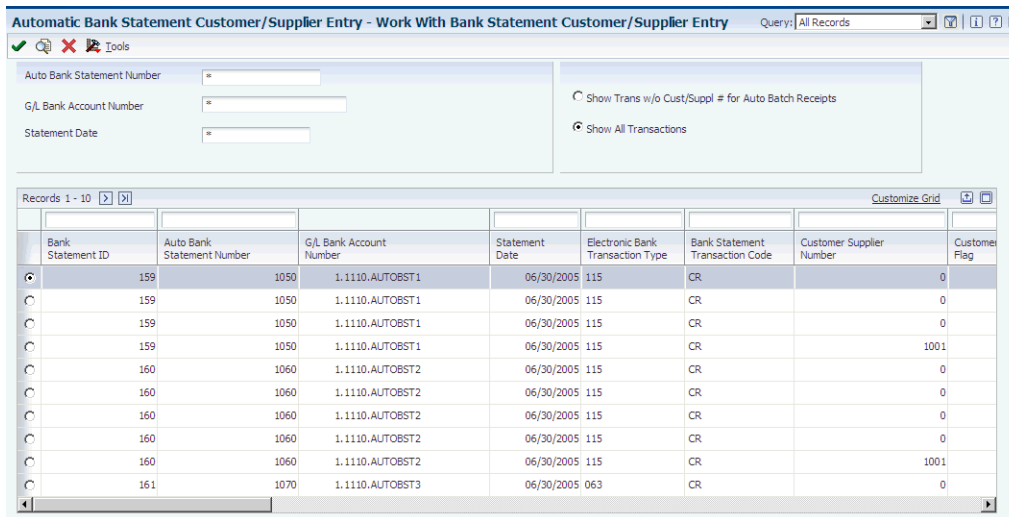 Automatic Bank Statement Customer/Supplier Entry - Work With Bank Statement Customer/Supplier Entry Query: All Records
Tools
Auto Bank Statement Number *
G/L Bank Account Number *
Statement Date *
Show Trans w/o Cust/Suppl # for Auto Batch Receipts
Show All Transactions
Records 1 - 10 Customize Grid
Bank Statement ID Auto Bank Statement Number G/L Bank Account Number Statement Date Electronic Bank Transaction Type Bank Statement Transaction Code Customer Supplier Number Customer Flag
159 1050 1.1110.AUTOBST1 06/30/2005 115 CR 0
159 1050 1.1110.AUTOBST1 06/30/2005 115 CR 0
159 1050 1.1110.AUTOBST1 06/30/2005 115 CR 0
159 1050 1.1110.AUTOBST1 06/30/2005 115 CR 1001
160 1060 1.1110.AUTOBST2 06/30/2005 115 CR 0
160 1060 1.1110.AUTOBST2 06/30/2005 115 CR 0
160 1060 1.1110.AUTOBST2 06/30/2005 115 CR 0
160 1060 1.1110.AUTOBST2 06/30/2005 115 CR 0
160 1060 1.1110.AUTOBST2 06/30/2005 115 CR 1001
161 1070 1.1110.AUTOBST3 06/30/2005 063 CR 0